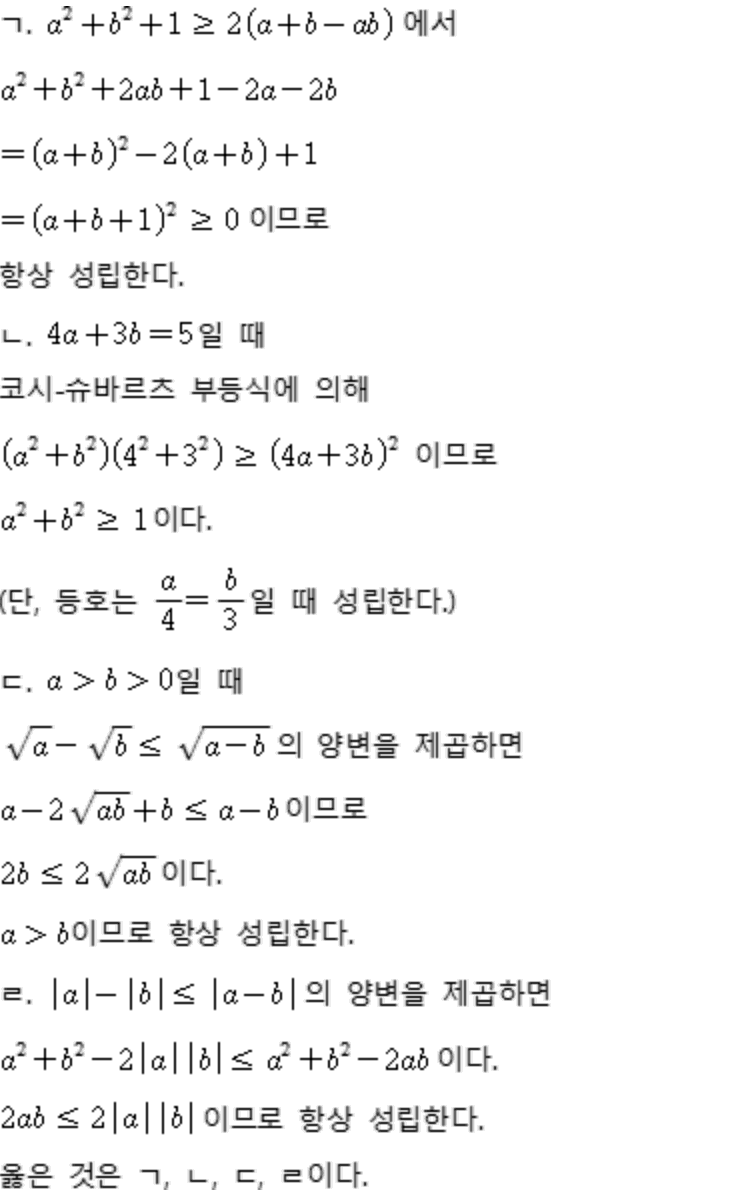 ㄱ. a²+b²+1 ≥ 2(a+b−ab) 에서
a²+b²+2ab+1−2a−2b
=(a+b)²−2(a+b)+1
=(a+b+1)² ≥ 0 이므로
항상 성립한다.
ㄴ. 4a+3b=5일 때
코시-슈바르츠 부등식에 의해
(a²+b²)(4²+3²) ≥ (4a+3b)² 이므로
a²+b² ≥ 1이다.
(단, 등호는 a/4=b/3일 때 성립한다.)
ㄷ. a > b > 0일 때
√a − √b ≤ √(a−b) 의 양변을 제곱하면
a−2√(ab)+b ≤ a−b이므로
2b ≤ 2√(ab) 이다.
a > b이므로 항상 성립한다.
ㄹ. |a|−|b| ≤ |a−b|의 양변을 제곱하면
a²+b²−2|a||b| ≤ a²+b²−2ab이다.
2ab ≤ 2|a||b|이므로 항상 성립한다.
옳은 것은 ㄱ, ㄴ, ㄷ, ㄹ이다.